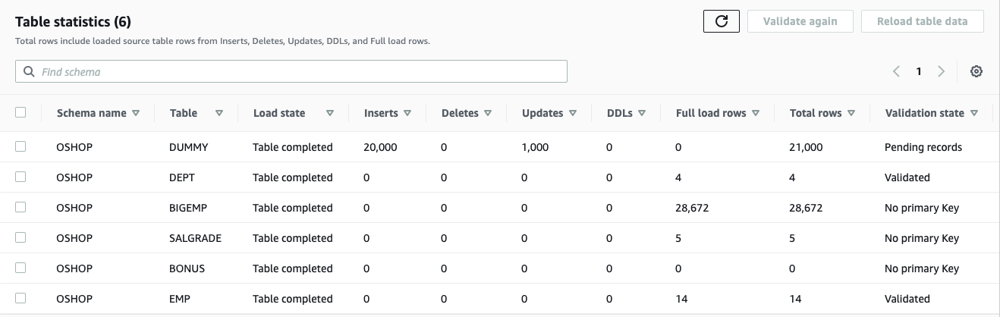 Table statistics (6)
Validate again
Reload table data
Total rows include loaded source table rows from Inserts, Deletes, Updates, DDLs, and Full load rows.
Find schema
1
Schema name Table Load state Inserts Deletes Updates DDLs Full load rows Total rows Validation state
OSHOP DUMMY Table completed 20,000 0 1,000 0 0 21,000 Pending records
OSHOP DEPT Table completed 0 0 0 0 4 4 Validated
OSHOP BIGEMP Table completed 0 0 0 0 28,672 28,672 No primary Key
OSHOP SALGRADE Table completed 0 0 0 0 5 5 No primary Key
OSHOP BONUS Table completed 0 0 0 0 0 0 No primary Key
OSHOP EMP Table completed 0 0 0 0 14 14 Validated